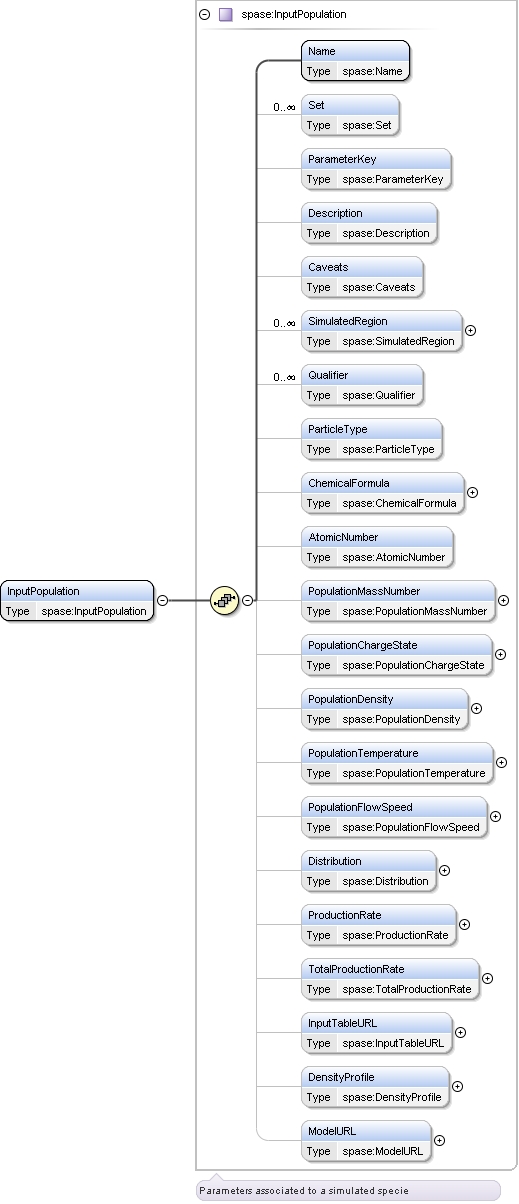 spase:InputPopulation
Name
Type spase:Name
0..∞
Set
Type spase:Set
ParameterKey
Type spase:ParameterKey
Description
Type spase:Description
Caveats
Type spase:Caveats
0..∞
SimulatedRegion
Type spase:SimulatedRegion
0..∞
Qualifier
Type spase:Qualifier
ParticleType
Type spase:ParticleType
ChemicalFormula
Type spase:ChemicalFormula
AtomicNumber
Type spase:AtomicNumber
InputPopulation
Type spase:InputPopulation
PopulationMassNumber
Type spase:PopulationMassNumber
PopulationChargeState
Type spase:PopulationChargeState
PopulationDensity
Type spase:PopulationDensity
PopulationTemperature
Type spase:PopulationTemperature
PopulationFlowSpeed
Type spase:PopulationFlowSpeed
Distribution
Type spase:Distribution
ProductionRate
Type spase:ProductionRate
TotalProductionRate
Type spase:TotalProductionRate
InputTableURL
Type spase:InputTableURL
DensityProfile
Type spase:DensityProfile
ModelURL
Type spase:ModelURL
Parameters associated to a simulated specie